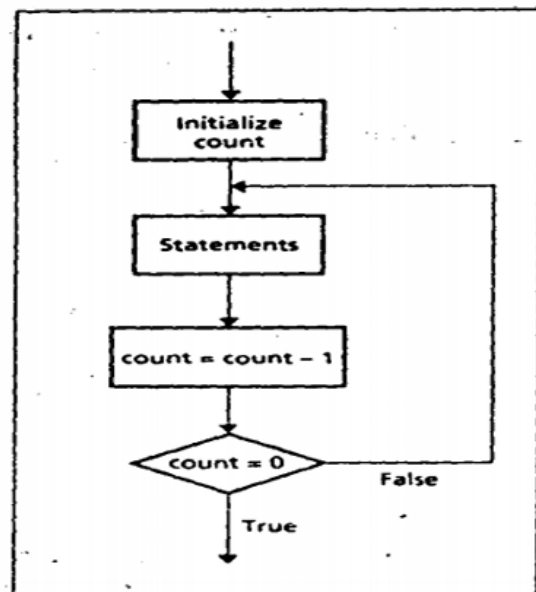 Initialize
count
Statements
count = count – 1
count = 0
False
True